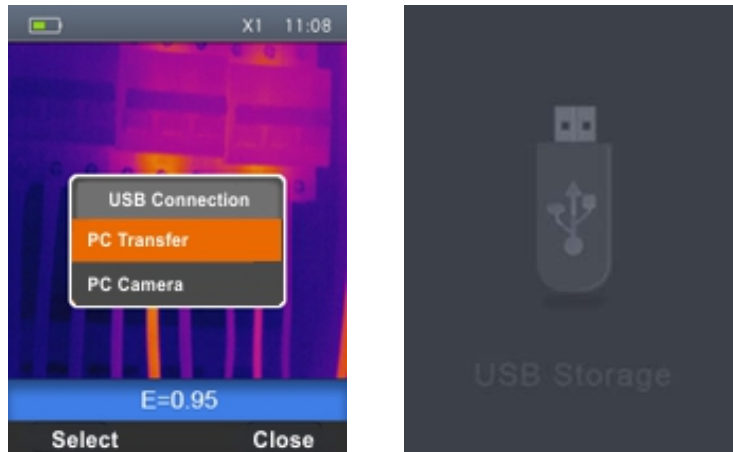 X1 11:08
USB Connection
PC Transfer
PC Camera
E=0.95
Select Close
USB Storage